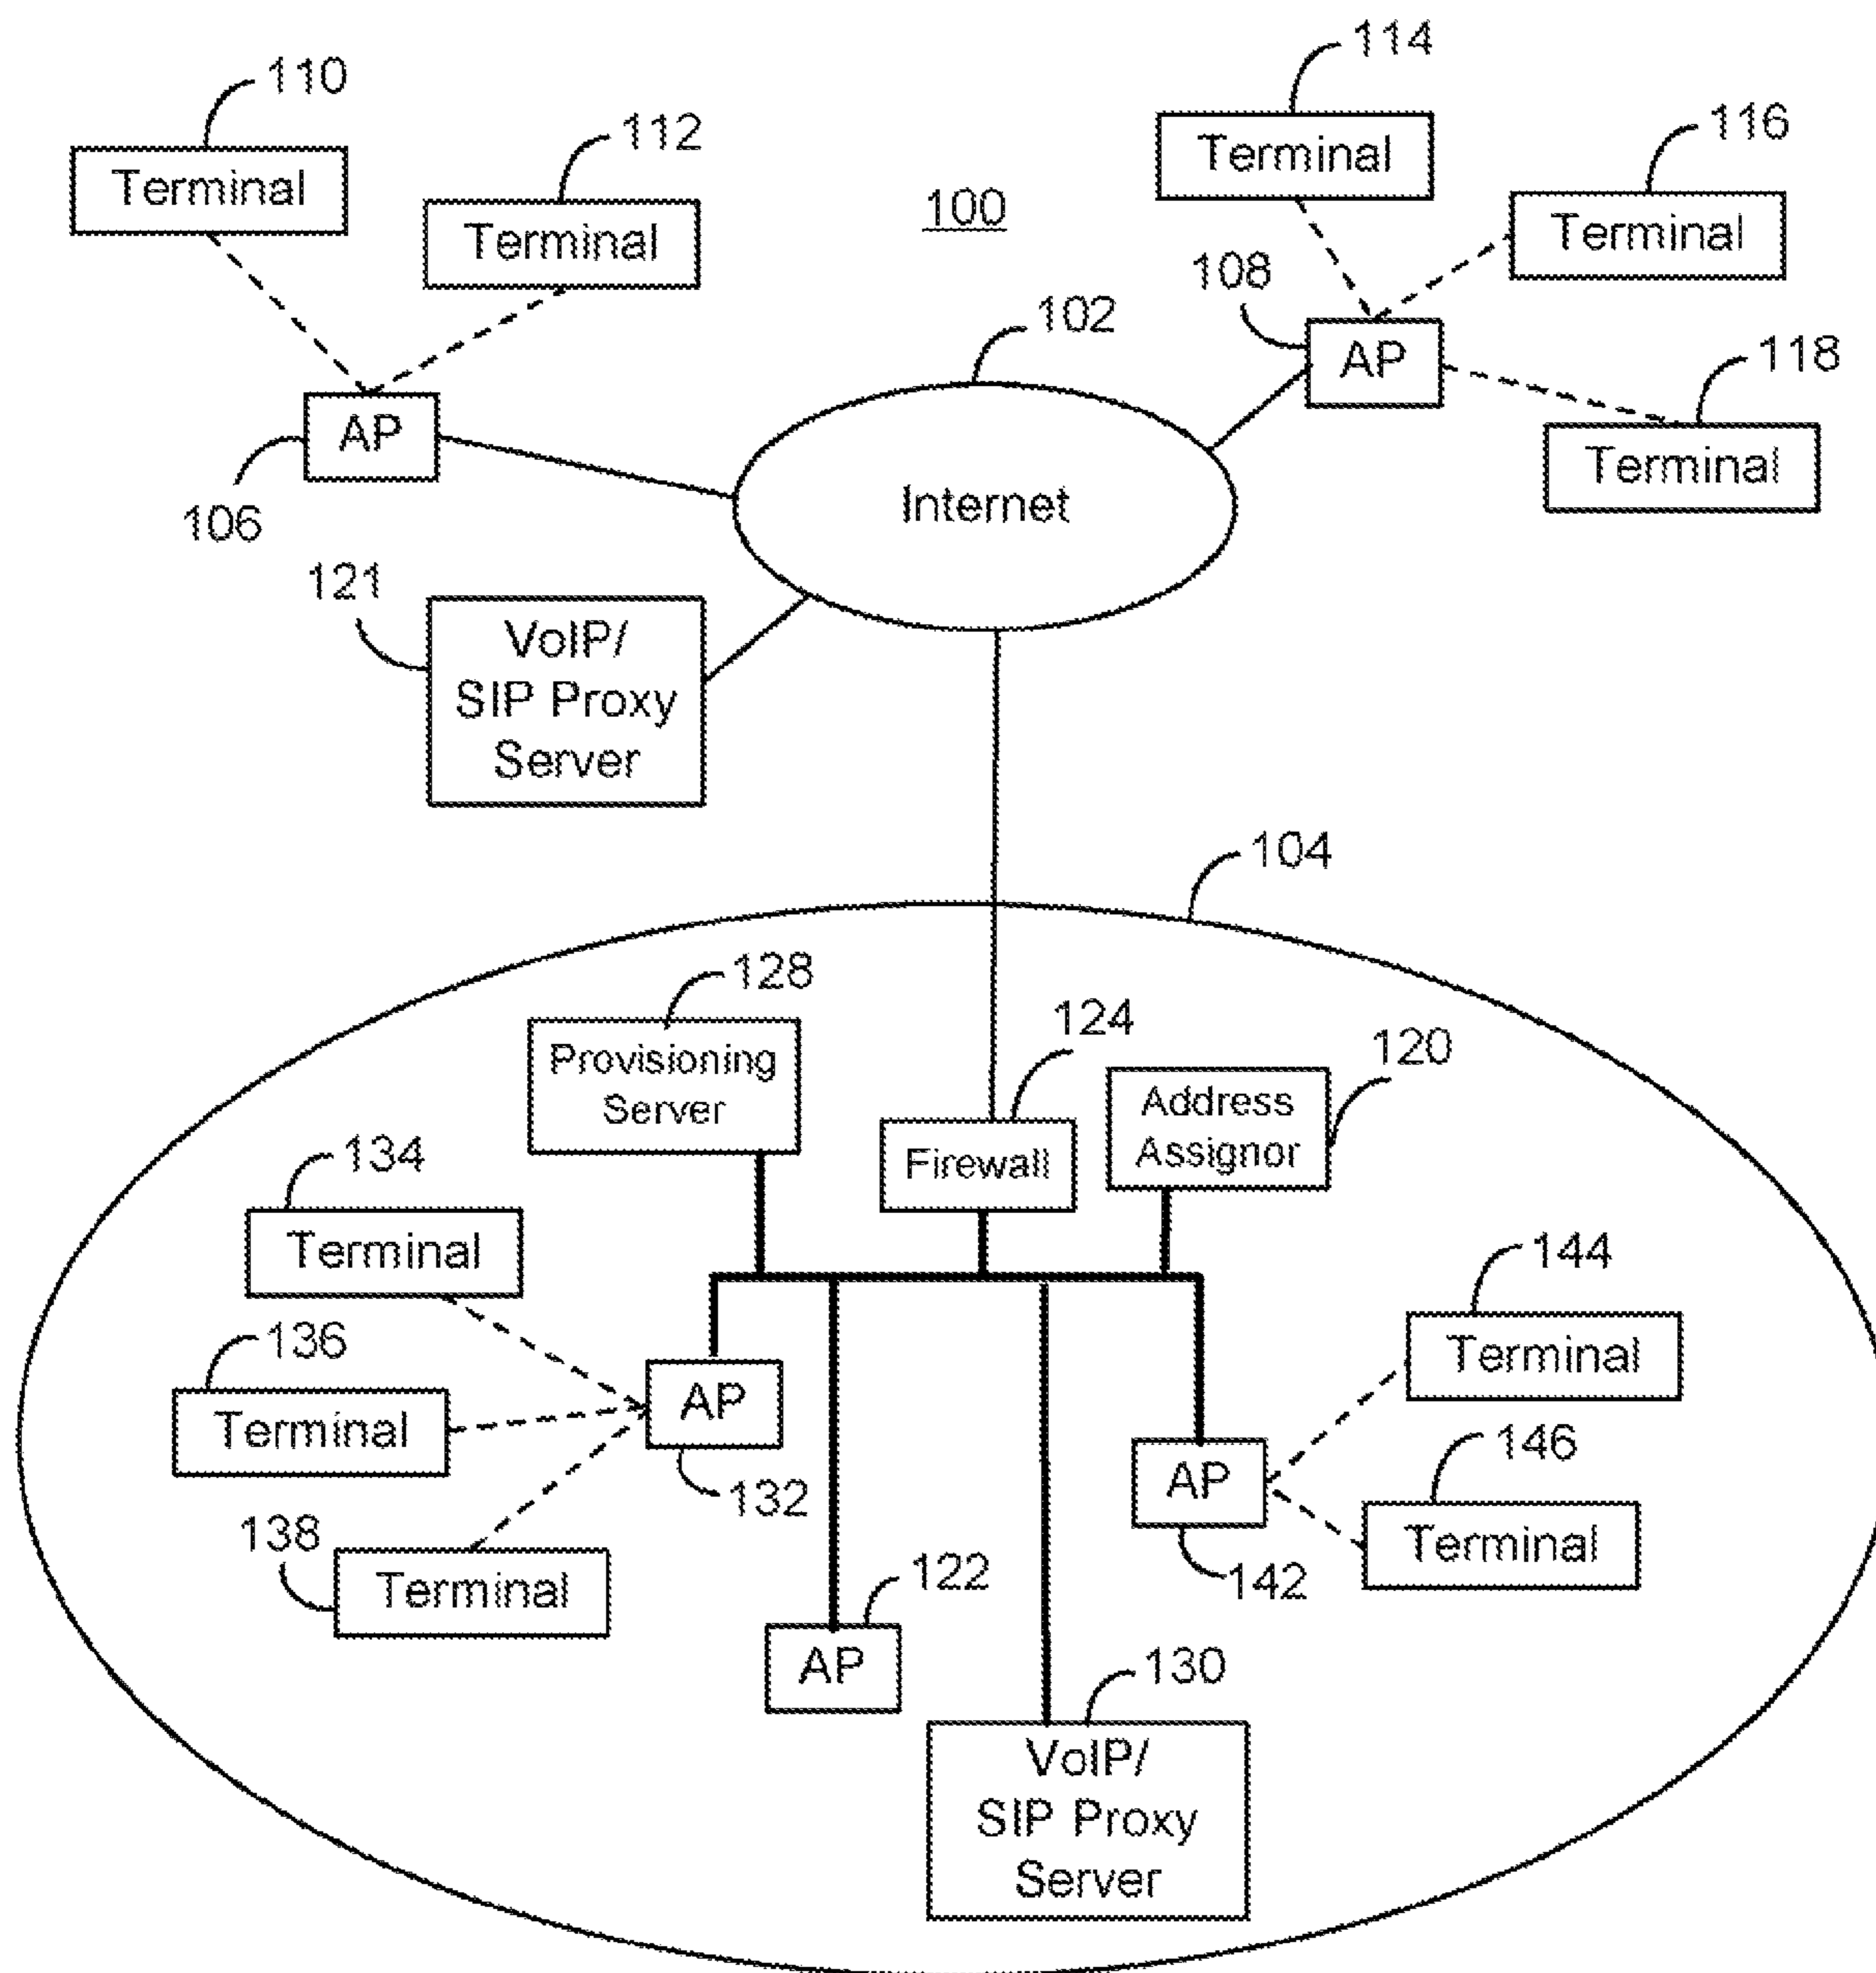 114
110
116
112
Terminal
Terminal
100
Terminal
Terminal
108
102
AP
118
AP
Terminal
Internet
106
121
VoIP/
SIP Proxy
Server
104
128
124
120
Provisioning
Server
Address
Assignor
Firewall
134
Terminal
144
136
Terminal
AP
Terminal
146
AP
132
138
Terminal
Terminal
122
142
AP
130
VoIP/
SIP Proxy
Server